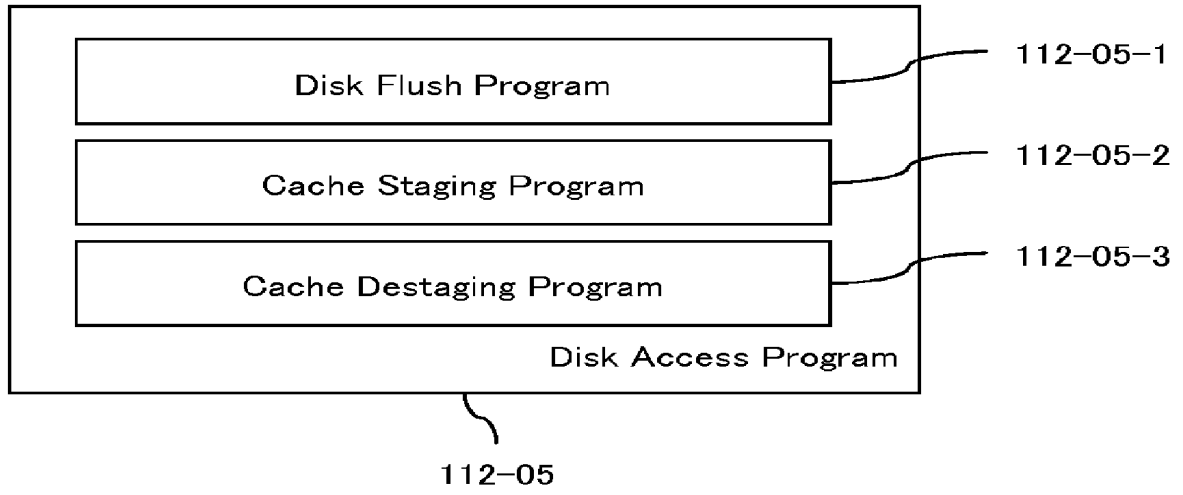 Disk Flush Program
112-05-1
Cache Staging Program
112-05-2
Cache Destaging Program
112-05-3
Disk Access Program
112-05